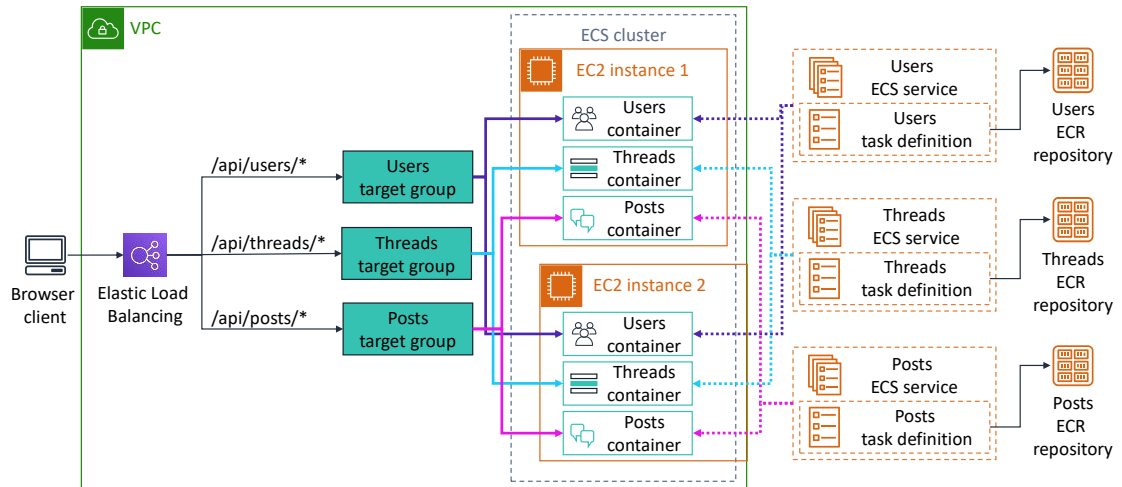 VPC
ECS cluster
EC2 instance 1
Users
container
Threads
container
Posts
container
EC2 instance 2
Users
container
Threads
container
Posts
container
Browser
client
Elastic Load
Balancing
/api/users/*
/api/threads/*
/api/posts/*
Users
target group
Threads
target group
Posts
target group
Users
ECS service
Users
task definition
Users
ECR
repository
Threads
ECS service
Threads
task definition
Threads
ECR
repository
Posts
ECS service
Posts
task definition
Posts
ECR
repository